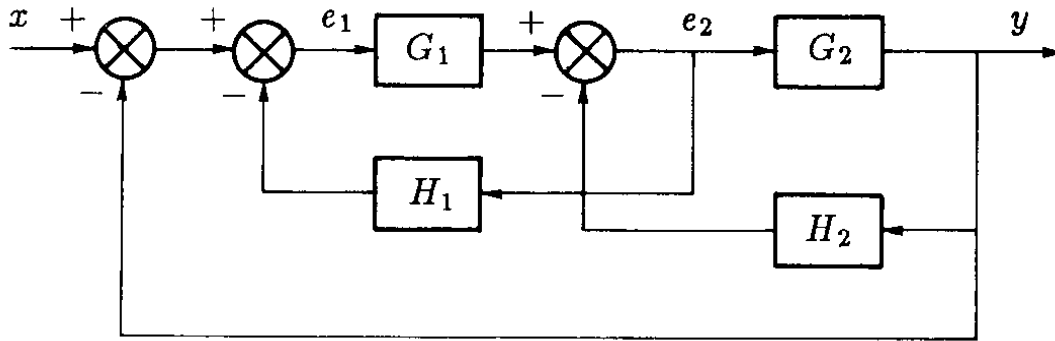 x + + e₁ G₁ + e₂ G₂ y
− − −
H₁
H₂